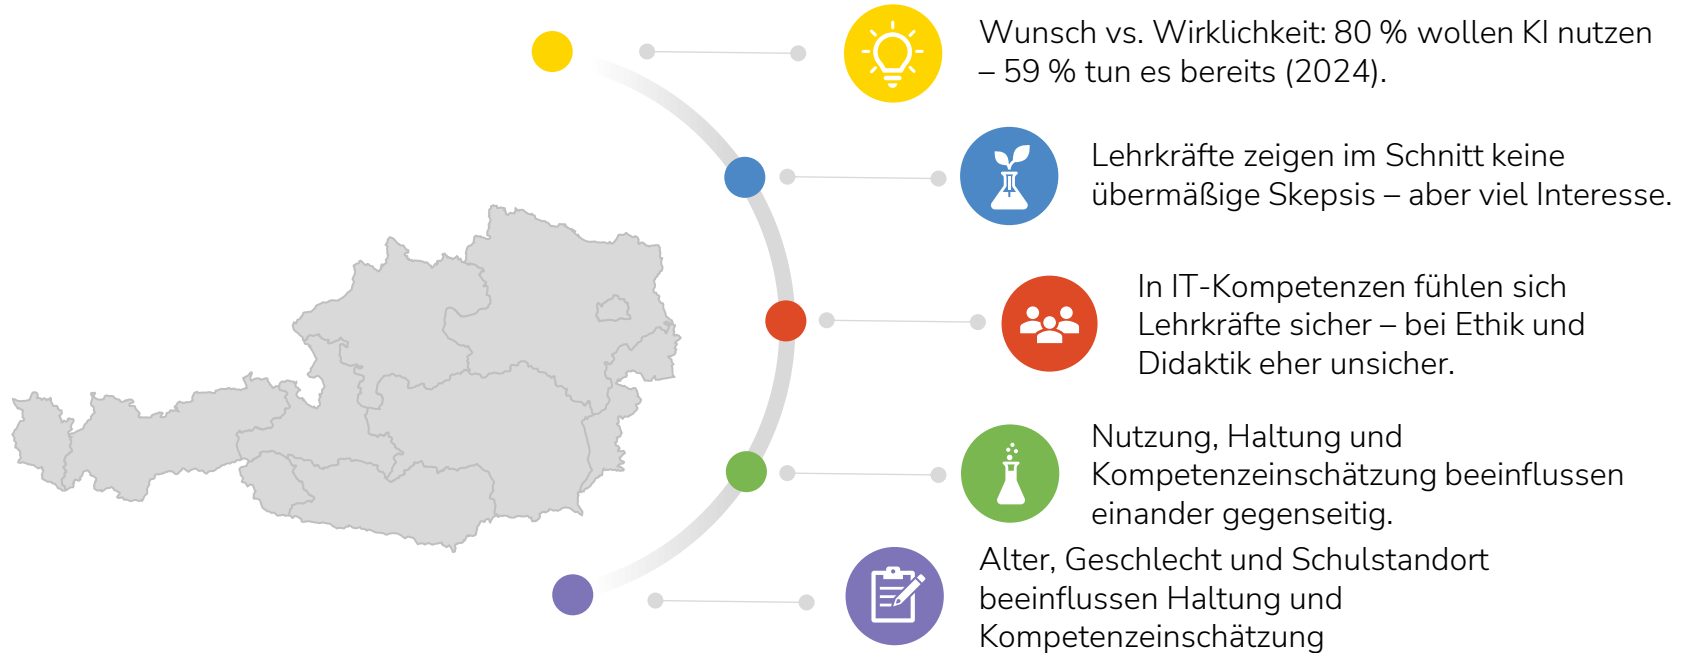 Wunsch vs. Wirklichkeit: 80 % wollen KI nutzen
– 59 % tun es bereits (2024).
Lehrkräfte zeigen im Schnitt keine
übermäßige Skepsis – aber viel Interesse.
In IT-Kompetenzen fühlen sich
Lehrkräfte sicher – bei Ethik und
Didaktik eher unsicher.
Nutzung, Haltung und
Kompetenzeinschätzung beeinflussen
einander gegenseitig.
Alter, Geschlecht und Schulstandort
beeinflussen Haltung und
Kompetenzeinschätzung